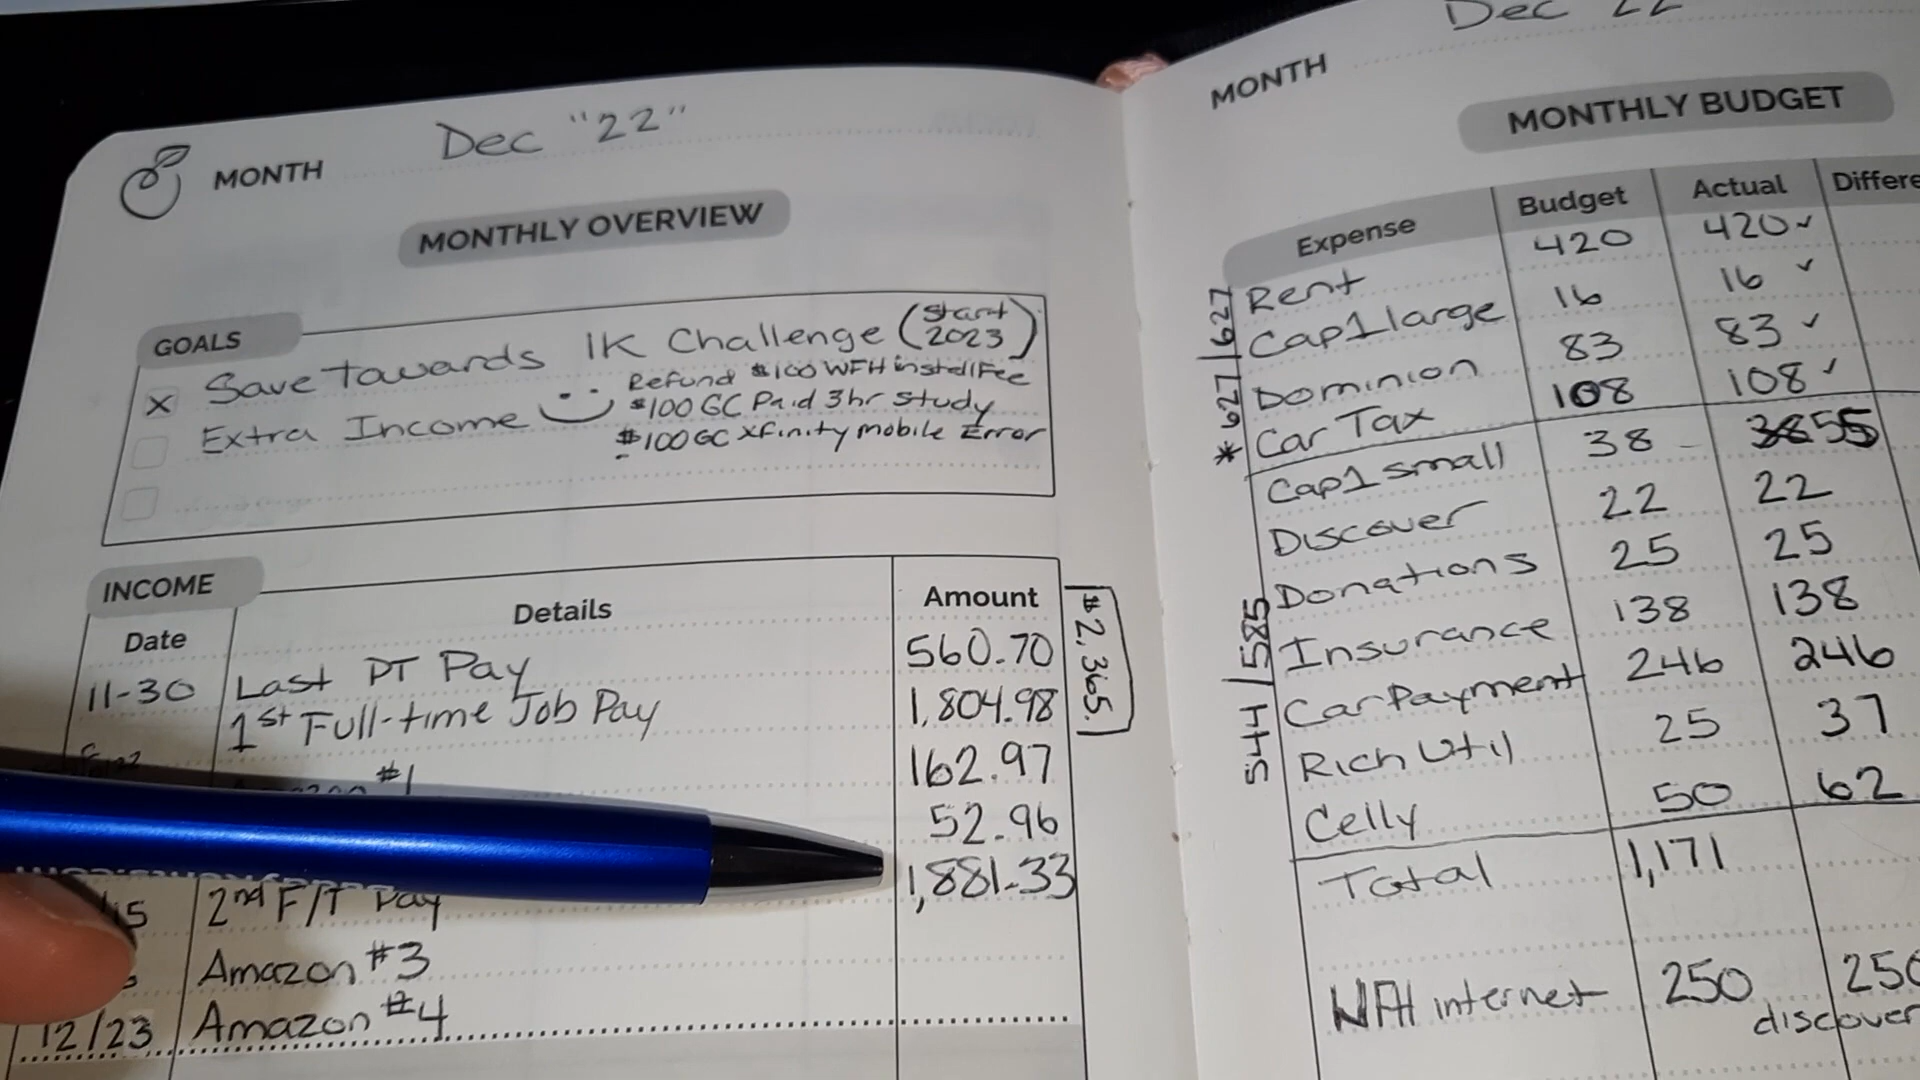 Dec "22"
MONTH
MONTHLY OVERVIEW
GOALS
x Save Towards 1K Challenge (Start 2023)
Extra Income
Refund $100 WFH install Fee
$100 GC Paid 3hr Study
$100 GC Xfinity mobile Error
INCOME
Date Details Amount
11-30 Last PT Pay 560.70
1st Full-time Job Pay 1,804.98
#1 162.97
52.96
15 2nd F/T Pay 1,881.33
Amazon #3
12/23 Amazon #4
$2,365.
Dec 22
MONTH
MONTHLY BUDGET
Expense Budget Actual Differe
Rent 420 420 ✓
Cap1 large 16 16 ✓
Dominion 83 83 ✓
* Car Tax 108 108 ✓
627/627
Cap1 small 38 - 55
Discover 22 22
Donations 25 25
Insurance 138 138
Car Payment 246 246
Rich Util 25 37
Celly 50 62
544/585
Total 1,171
WFH internet 250 250
discover